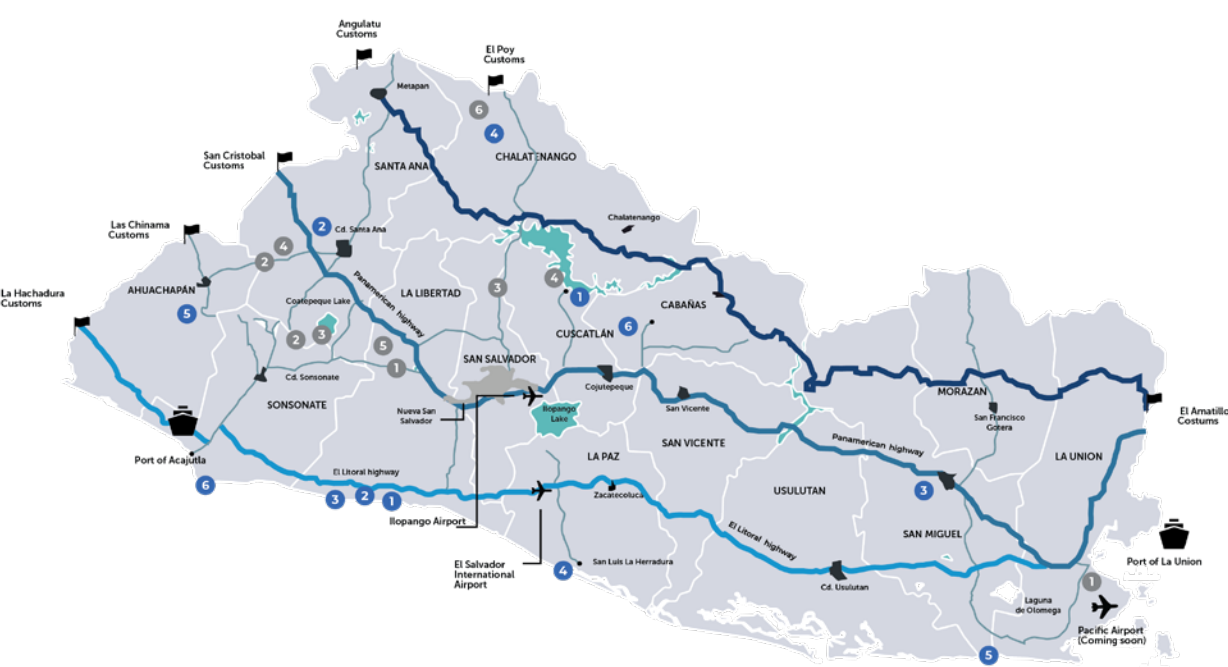 Angulatu
Customs
El Poy
Customs
Metapan
6
4
San Cristobal
Customs
CHALATENANGO
SANTA ANA
Las Chinama
Customs
2
Cd. Santa Ana
Chalatenango
4
2
La Hachadura
Customs
AHUACHAPÁN
5
Coatepeque Lake
Panamerican highway
LA LIBERTAD
3
4
1
CABAÑAS
6
CUSCATLÁN
2
3
5
1
SAN SALVADOR
Cd. Sonsonate
SONSONATE
Cojutepeque
San Vicente
MORAZAN
El Amatillo
Costums
Nueva San
Salvador
Ilopango
Lake
San Francisco
Gotera
Panamerican highway
SAN VICENTE
LA PAZ
LA UNION
Port of Acajutla
El Litoral highway
6
3
2
1
Zacatecoluca
USULUTAN
3
Ilopango Airport
El Litoral highway
SAN MIGUEL
El Salvador
International
Airport
4
San Luis La Herradura
Cd. Usulutan
Port of La Union
1
Laguna
de Olomega
Pacific Airport
(Coming soon)
5